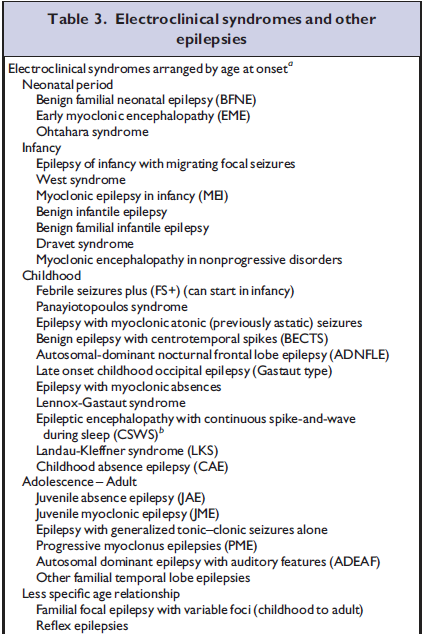 Table 3. Electroclinical syndromes and other
epilepsies
Electroclinical syndromes arranged by age at onset^a
Neonatal period
Benign familial neonatal epilepsy (BFNE)
Early myoclonic encephalopathy (EME)
Ohtahara syndrome
Infancy
Epilepsy of infancy with migrating focal seizures
West syndrome
Myoclonic epilepsy in infancy (MEI)
Benign infantile epilepsy
Benign familial infantile epilepsy
Dravet syndrome
Myoclonic encephalopathy in nonprogressive disorders
Childhood
Febrile seizures plus (FS+) (can start in infancy)
Panayiotopoulos syndrome
Epilepsy with myoclonic atonic (previously astatic) seizures
Benign epilepsy with centrotemporal spikes (BECTS)
Autosomal-dominant nocturnal frontal lobe epilepsy (ADNFLE)
Late onset childhood occipital epilepsy (Gastaut type)
Epilepsy with myoclonic absences
Lennox-Gastaut syndrome
Epileptic encephalopathy with continuous spike-and-wave
during sleep (CSWS)^b
Landau-Kleffner syndrome (LKS)
Childhood absence epilepsy (CAE)
Adolescence – Adult
Juvenile absence epilepsy (JAE)
Juvenile myoclonic epilepsy (JME)
Epilepsy with generalized tonic–clonic seizures alone
Progressive myoclonus epilepsies (PME)
Autosomal dominant epilepsy with auditory features (ADEAF)
Other familial temporal lobe epilepsies
Less specific age relationship
Familial focal epilepsy with variable foci (childhood to adult)
Reflex epilepsies